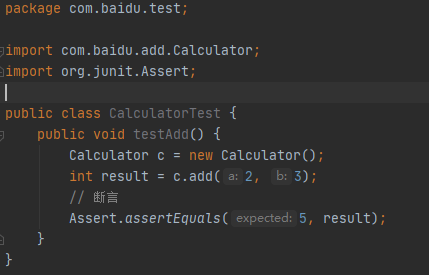 package com.baidu.test;
import com.baidu.add.Calculator;
import org.junit.Assert;
public class CalculatorTest {
public void testAdd() {
Calculator c = new Calculator();
int result = c.add( a: 2, b: 3);
// 断言
Assert.assertEquals( expected: 5, result);
}
}